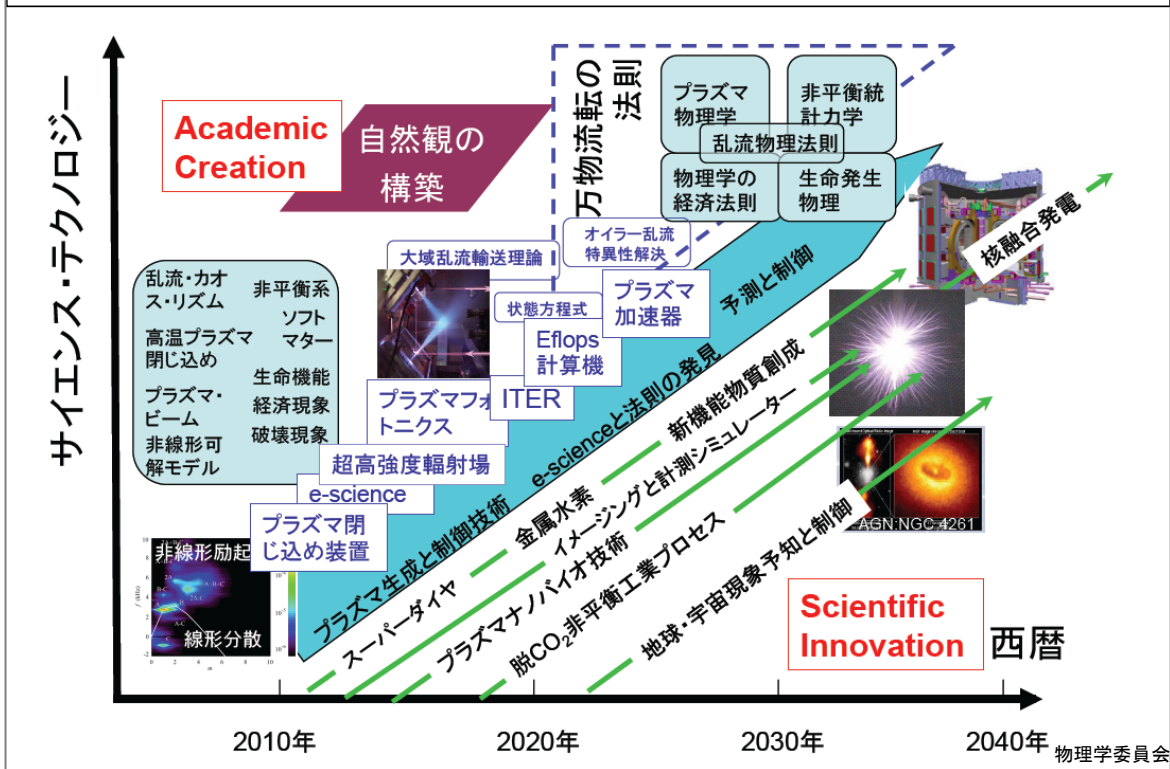 サイエンス・テクノロジー
Academic
Creation
自然観の
構築
万物流転の
法則
プラズマ
物理学
非平衡統
計力学
乱流物理法則
物理学の
経済法則
生命発生
物理
乱流・カオ
ス・リズム
高温プラズマ
閉じ込め
プラズマ・
ビーム
非線形可
解モデル
非平衡系
ソフト
マター
生命機能
経済現象
破壊現象
大域乱流輸送理論
オイラー乱流
特異性解決
状態方程式
プラズマ
加速器
Eflops
計算機
ITER
プラズマフォ
トニクス
超高強度輻射場
e-science
プラズマ閉
じ込め装置
非線形励起
線形分散
プラズマ生成と制御技術 e-scienceと法則の発見 予測と制御
スーパーダイヤ 金属水素 新機能物質創成
イメージングと計測シミュレーター
プラズマナノバイオ技術
脱CO₂非平衡工業プロセス
地球・宇宙現象予知と制御
核融合発電
AGN:NGC 4261
Scientific
Innovation
西暦
2010年 2020年 2030年 2040年
物理学委員会